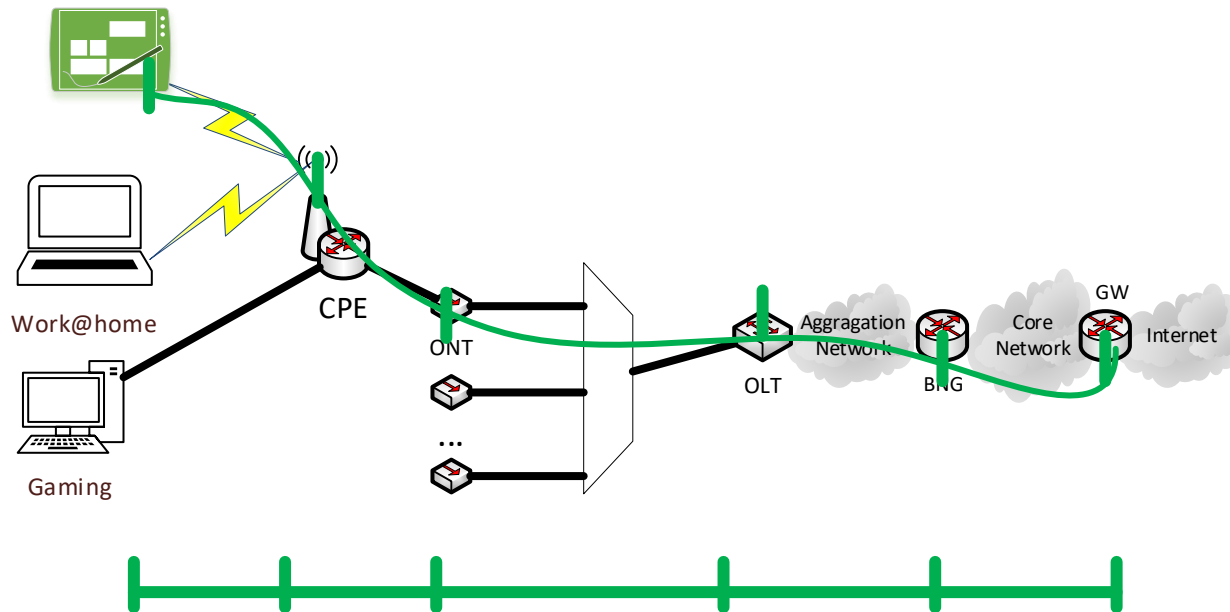 Work@home
Gaming
CPE
ONT
...
OLT
Aggragation
Network
BNG
Core
Network
GW
Internet